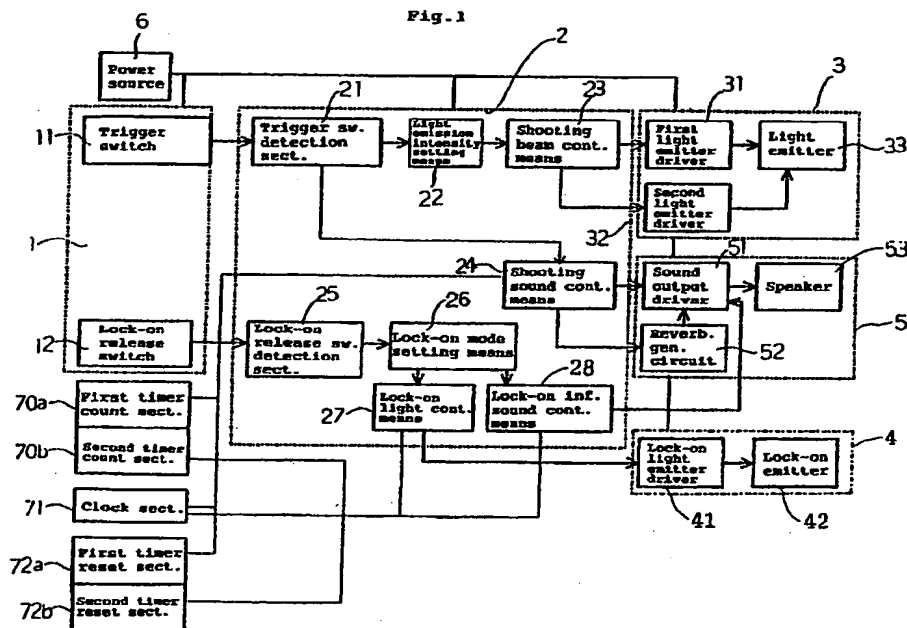 Fig.1
6
Power
source
2
21
23
31
3
11
Trigger
switch
Trigger sw.
detection
sect.
Light
emission
intensity
setting
means
22
Shooting
beam cont.
means
First
light
emitter
driver
Light
emitter
33
Second
light
emitter
driver
32
1
24
Shooting
sound cont.
means
51
Sound
output
driver
Speaker
53
5
25
26
12
Lock-on
release
switch
Lock-on
release sw.
detection
sect.
Lock-on mode
setting means
Reverb.
gen.
circuit
52
28
70a
First timer
count sect.
27
Lock-on
light cont.
means
Lock-on inf.
sound cont.
means
70b
Second timer
count sect.
4
Lock-on
light
emitter
driver
Lock-on
emitter
41
42
71
Clock sect.
72a
First timer
reset sect.
72b
Second timer
reset sect.